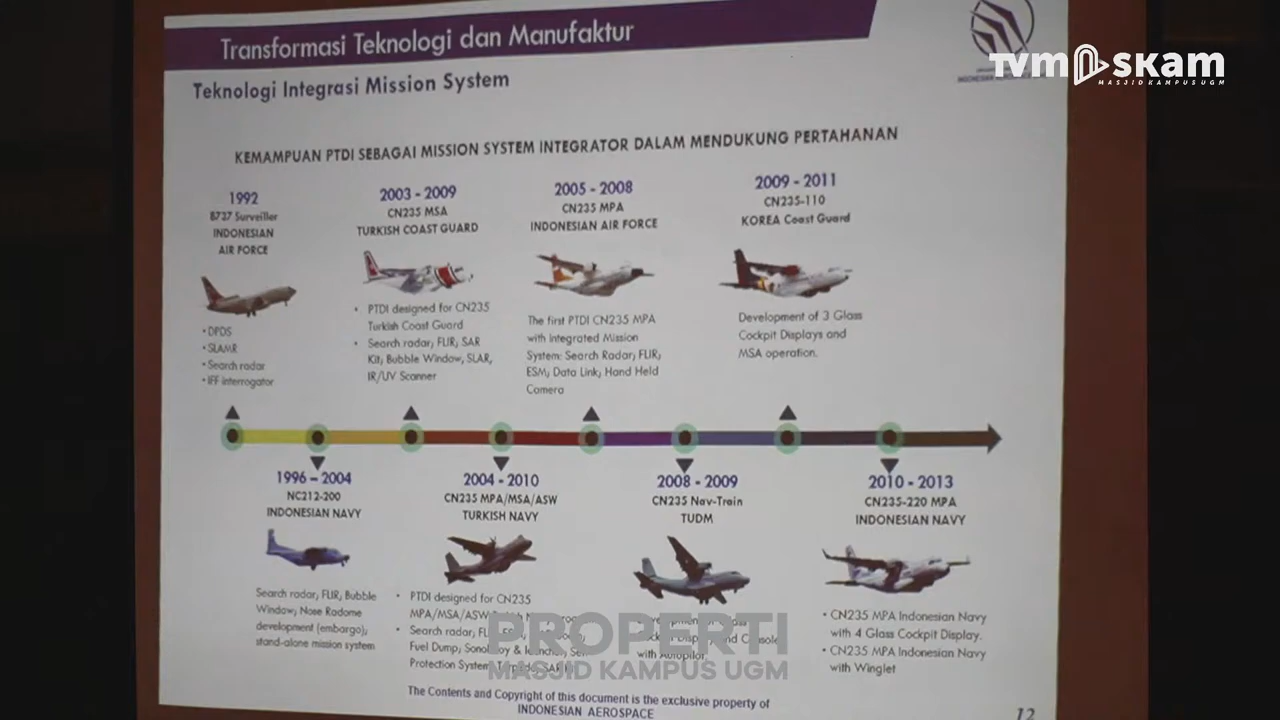 Transformasi Teknologi dan Manufaktur
TVM SKAM
MASJID KAMPUS UGM
Teknologi Integrasi Mission System
KEMAMPUAN PTDI SEBAGAI MISSION SYSTEM INTEGRATOR DALAM MENDUKUNG PERTAHANAN
1992
B737 Surveiller
INDONESIAN
AIR FORCE
• DPDS
• SLAMR
• Search radar
• IFF interrogator
2003 - 2009
CN235 MSA
TURKISH COAST GUARD
• PTDI designed for CN235
Turkish Coast Guard
• Search radar, FLIR, SAR
Kit, Bubble Window, SLAR,
IR/UV Scanner
2005 - 2008
CN235 MPA
INDONESIAN AIR FORCE
The first PTDI CN235 MPA
with Integrated Mission
System: Search Radar, FLIR,
ESM, Data Link, Hand Held
Camera
2009 - 2011
CN235-110
KOREA Coast Guard
Development of 3 Glass
Cockpit Displays and
MSA operation.
1996 – 2004
NC212-200
INDONESIAN NAVY
Search radar, FLIR, Bubble
Window, Nose Radome
development (embargo),
stand-alone mission system
2004 - 2010
CN235 MPA/MSA/ASW
TURKISH NAVY
• PTDI designed for CN235
MPA/MSA/ASW
• Search radar,
Fuel Dump, &
Protection System,
2008 - 2009
CN235 Nav-Train
TUDM
and Console
with Autopilot
2010 - 2013
CN235-220 MPA
INDONESIAN NAVY
• CN235 MPA Indonesian Navy
with 4 Glass Cockpit Display.
• CN235 MPA Indonesian Navy
with Winglet
PROPERTI
MASJID KAMPUS UGM
The Contents and Copyright of this document is the exclusive property of
INDONESIAN AEROSPACE
12